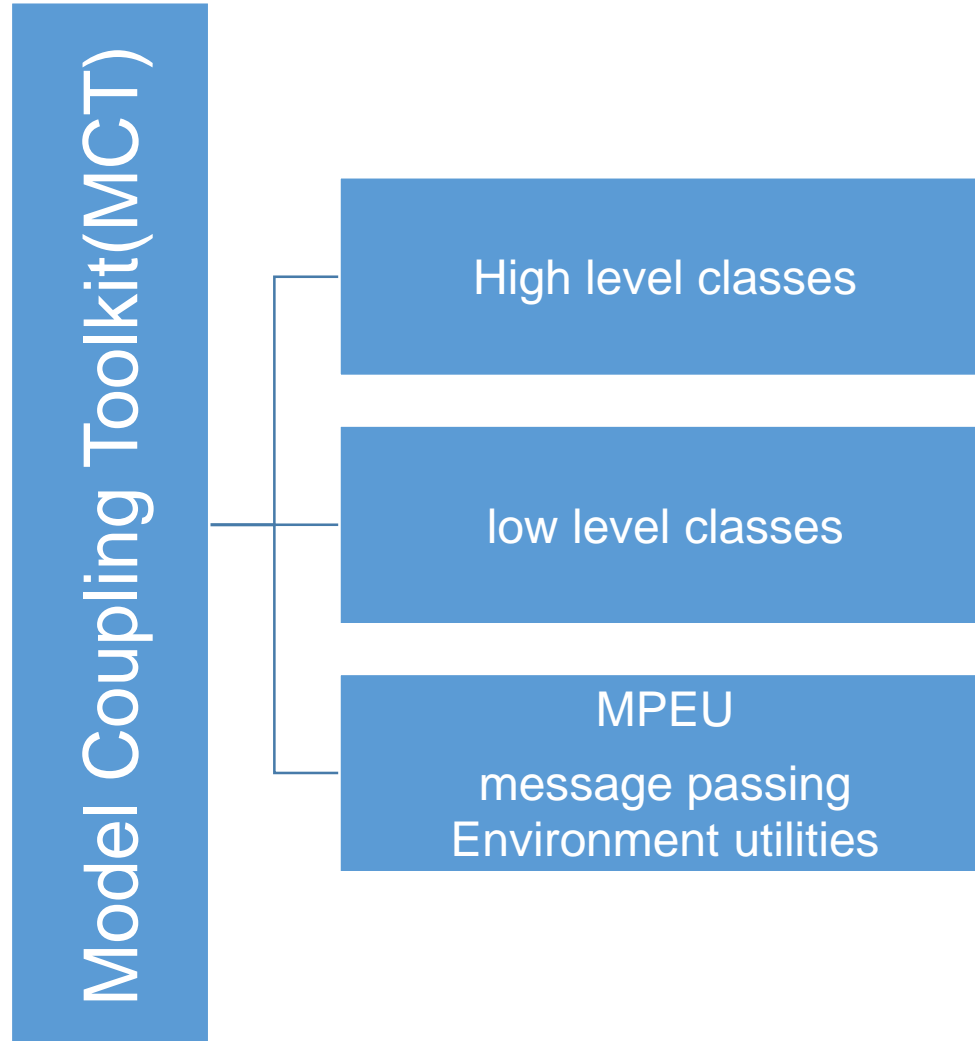 Model Coupling Toolkit(MCT)
High level classes
low level classes
MPEU
message passing
Environment utilities